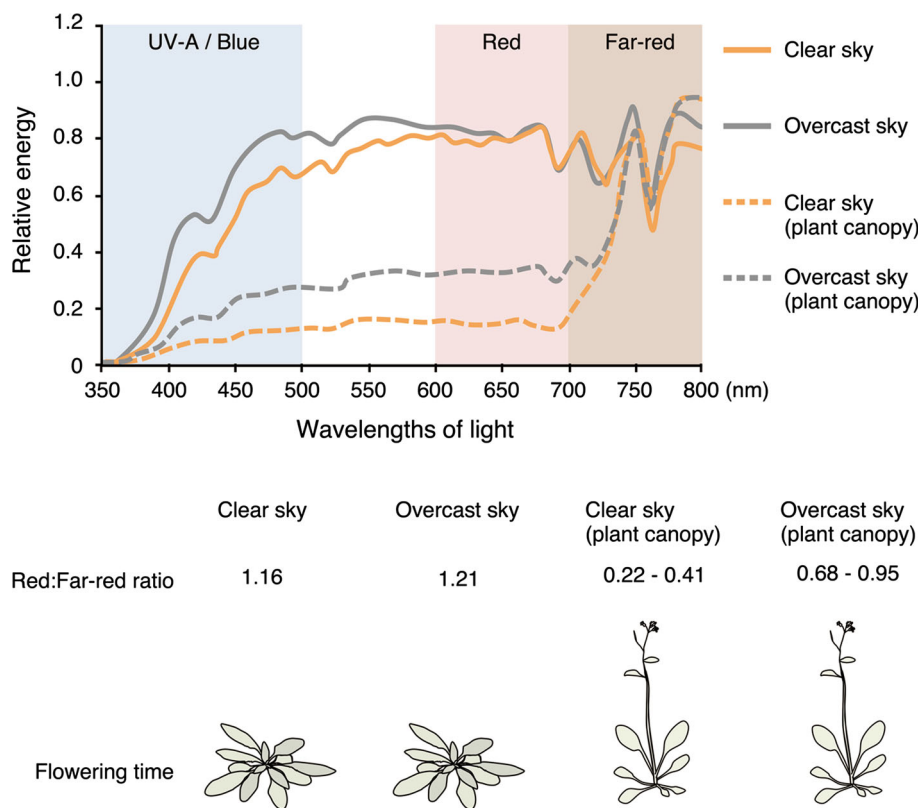 1.2
1.0
0.8
0.6
0.4
0.2
0
Relative energy
UV-A / Blue
Red
Far-red
350 400 450 500 550 600 650 700 750 800 (nm)
Wavelengths of light
Clear sky
Overcast sky
Clear sky
(plant canopy)
Overcast sky
(plant canopy)
Clear sky
Overcast sky
Clear sky
(plant canopy)
Overcast sky
(plant canopy)
Red:Far-red ratio
1.16
1.21
0.22 - 0.41
0.68 - 0.95
Flowering time